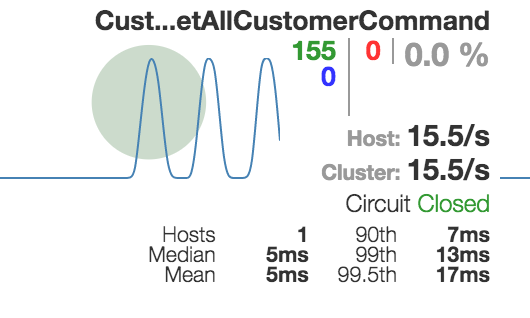 Cust...etAllCustomerCommand
155 0 0.0 %
0
Host: 15.5/s
Cluster: 15.5/s
Circuit Closed
Hosts 1 90th 7ms
Median 5ms 99th 13ms
Mean 5ms 99.5th 17ms